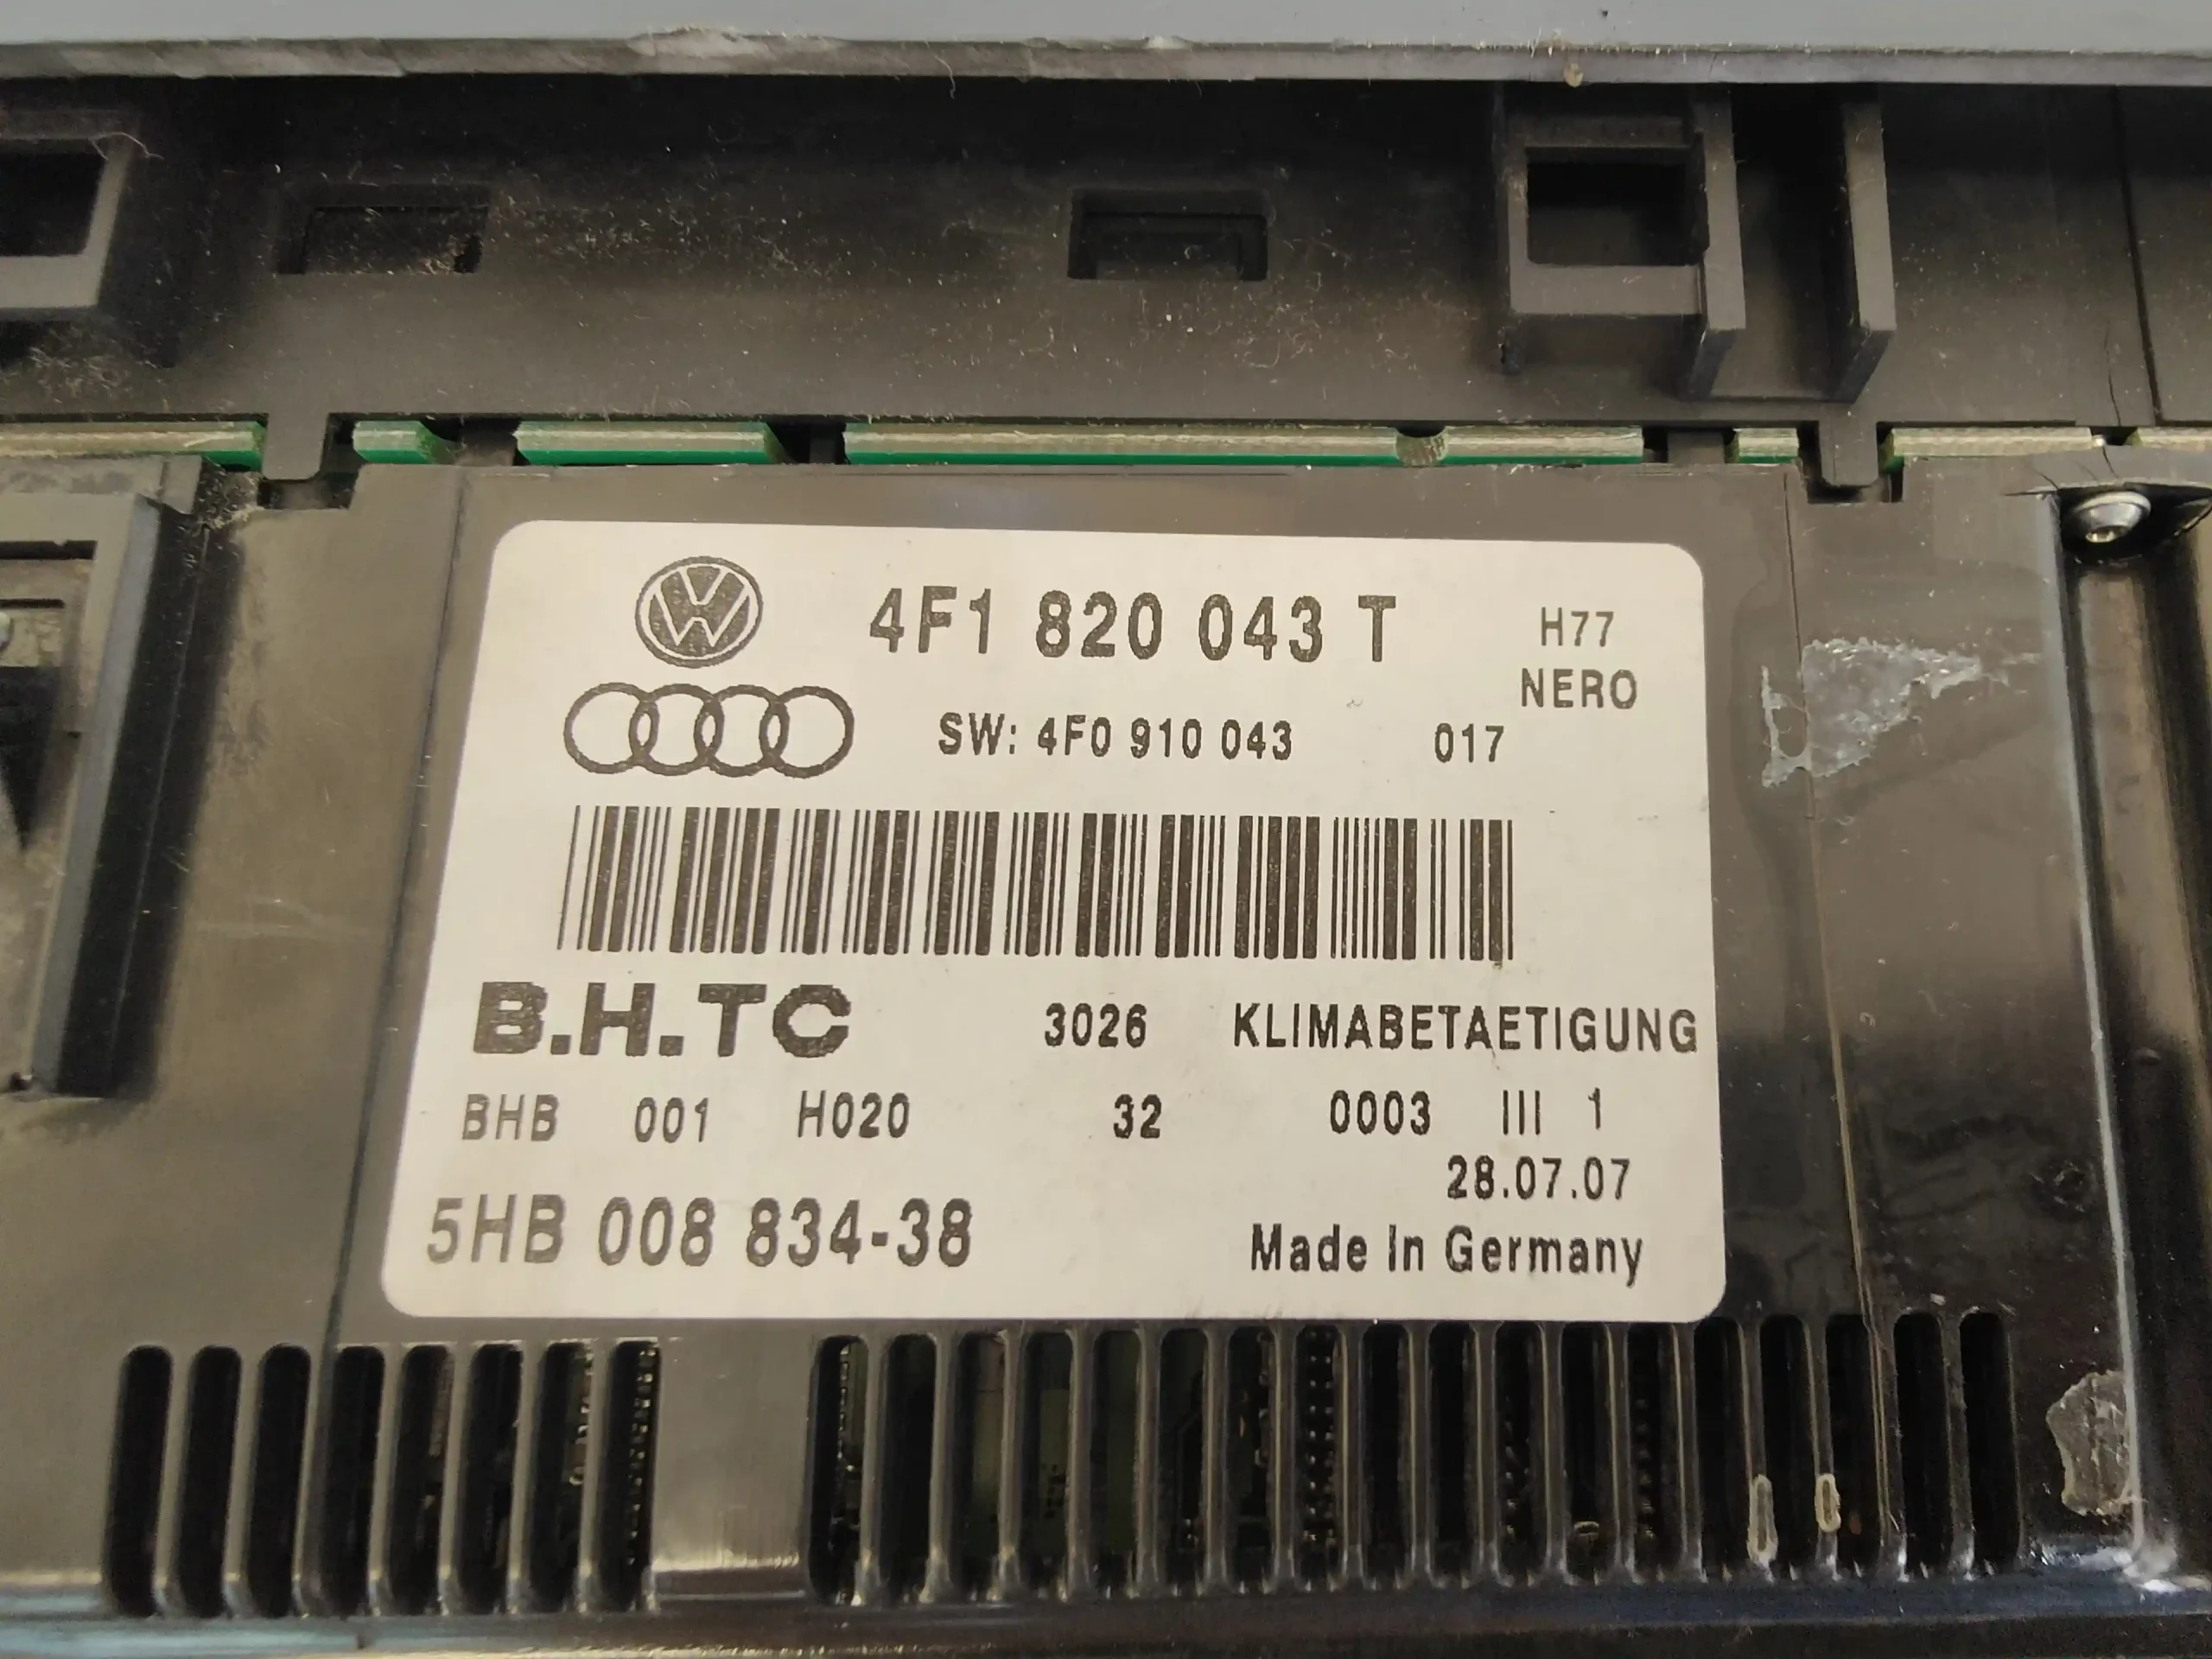 4F1 820 043 T
H77
NERO
SW: 4F0 910 043 017
B.H.TC 3026 KLIMABETAETIGUNG
BHB 001 H020 32 0003 III 1
28.07.07
5HB 008 834-38
Made In Germany